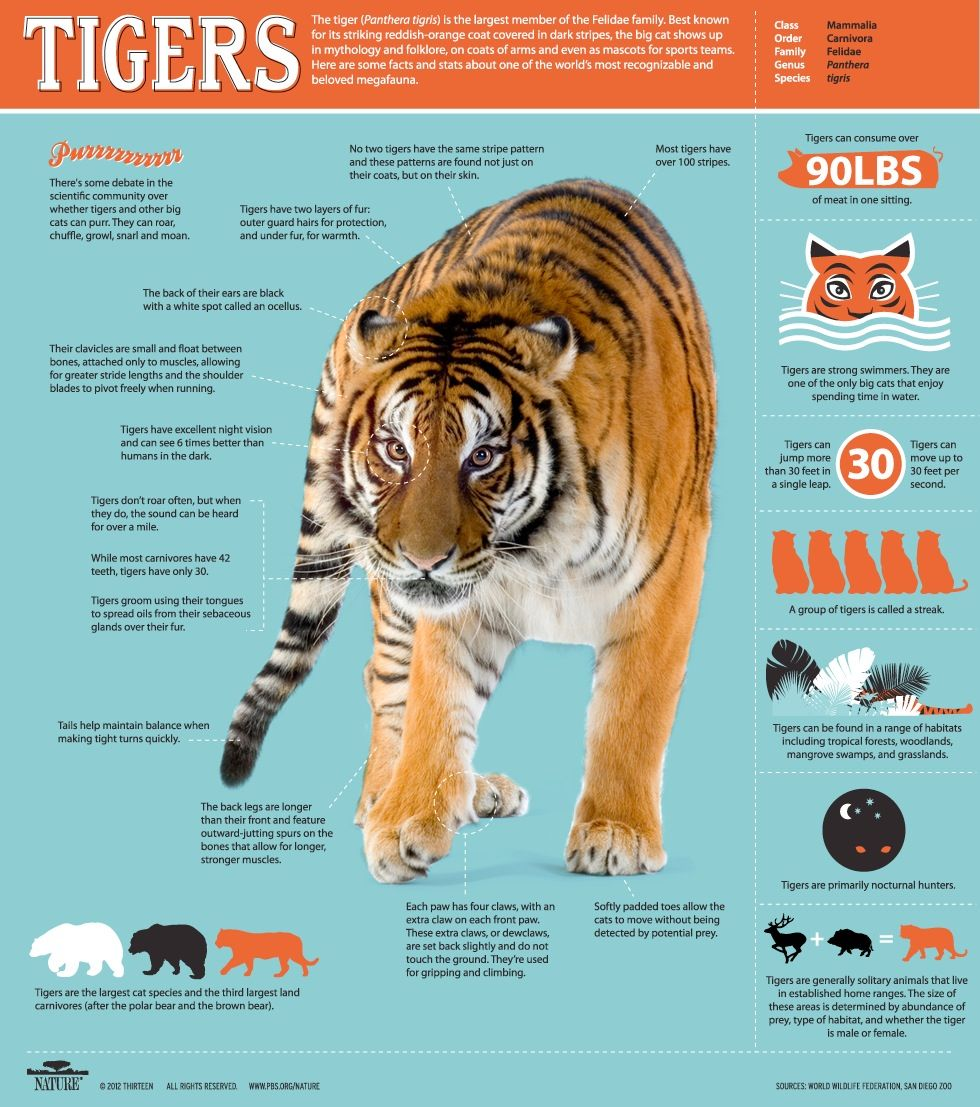 TIGERS
The tiger (Panthera tigris) is the largest member of the Felidae family. Best known
for its striking reddish-orange coat covered in dark stripes, the big cat shows up
in mythology and folklore, on coats of arms and even as mascots for sports teams.
Here are some facts and stats about one of the world's most recognizable and
beloved megafauna.
Class Mammalia
Order Carnivora
Family Felidae
Genus Panthera
Species tigris
Purrrrzzrrrrr
There's some debate in the
scientific community over
whether tigers and other big
cats can purr. They can roar,
chuffle, growl, snarl and moan.
No two tigers have the same stripe pattern
and these patterns are found not just on
their coats, but on their skin.
Most tigers have
over 100 stripes.
Tigers have two layers of fur:
outer guard hairs for protection,
and under fur, for warmth.
The back of their ears are black
with a white spot called an ocellus.
Their clavicles are small and float between
bones, attached only to muscles, allowing
for greater stride lengths and the shoulder
blades to pivot freely when running.
Tigers have excellent night vision
and can see 6 times better than
humans in the dark.
Tigers don't roar often, but when
they do, the sound can be heard
for over a mile.
While most carnivores have 42
teeth, tigers have only 30.
Tigers groom using their tongues
to spread oils from their sebaceous
glands over their fur.
Tails help maintain balance when
making tight turns quickly.
The back legs are longer
than their front and feature
outward-jutting spurs on the
bones that allow for longer,
stronger muscles.
Each paw has four claws, with an
extra claw on each front paw.
These extra claws, or dewclaws,
are set back slightly and do not
touch the ground. They're used
for gripping and climbing.
Softly padded toes allow the
cats to move without being
detected by potential prey.
Tigers are the largest cat species and the third largest land
carnivores (after the polar bear and the brown bear).
Tigers can consume over
90LBS
of meat in one sitting.
Tigers are strong swimmers. They are
one of the only big cats that enjoy
spending time in water.
Tigers can
jump more
than 30 feet in
a single leap.
30
Tigers can
move up to
30 feet per
second.
A group of tigers is called a streak.
Tigers can be found in a range of habitats
including tropical forests, woodlands,
mangrove swamps, and grasslands.
Tigers are primarily nocturnal hunters.
+ =
Tigers are generally solitary animals that live
in established home ranges. The size of
these areas is determined by abundance of
prey, type of habitat, and whether the tiger
is male or female.
NATURE
© 2012 THIRTEEN ALL RIGHTS RESERVED. WWW.PBS.ORG/NATURE
SOURCES: WORLD WILDLIFE FEDERATION, SAN DIEGO ZOO